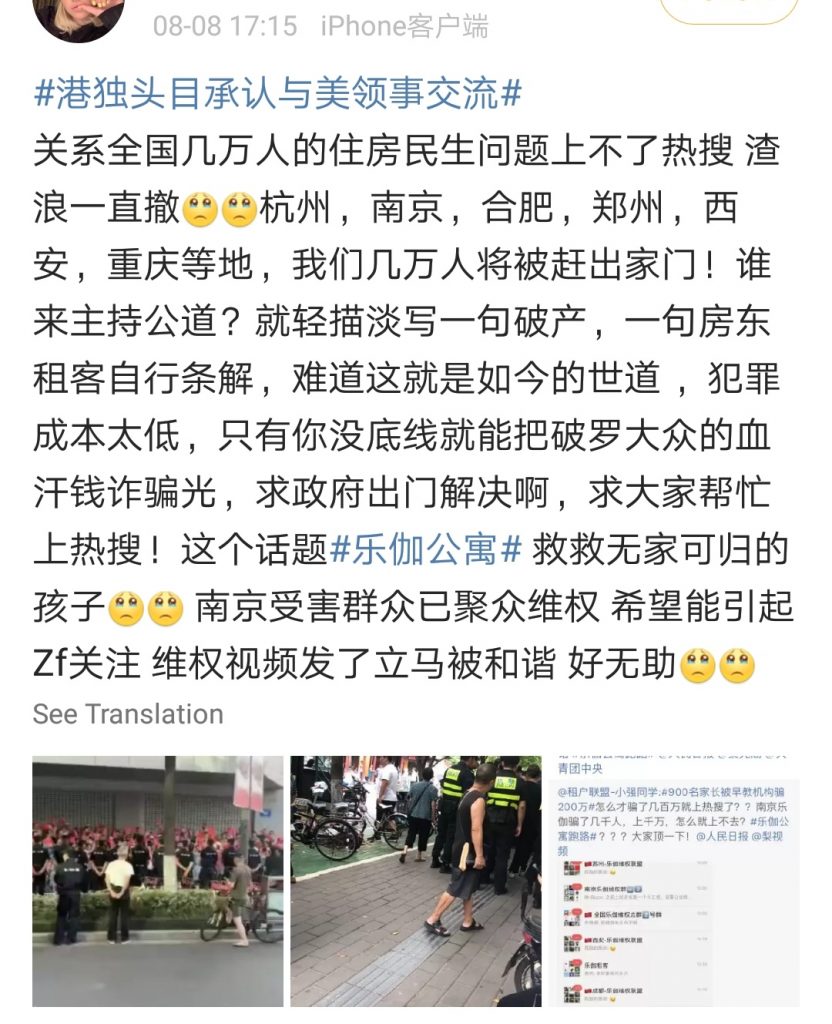 08-08 17:15 iPhone客户端
#港独头目承认与美领事交流#
关系全国几万人的住房民生问题上不了热搜 渣
浪一直撤🥺🥺杭州，南京，合肥，郑州，西
安，重庆等地，我们几万人将被赶出家门！谁
来主持公道？就轻描淡写一句破产，一句房东
租客自行条解，难道这就是如今的世道 ，犯罪
成本太低，只有你没底线就能把破罗大众的血
汗钱诈骗光，求政府出门解决啊，求大家帮忙
上热搜！这个话题#乐伽公寓# 救救无家可归的
孩子🥺🥺 南京受害群众已聚众维权 希望能引起
Zf关注 维权视频发了立马被和谐 好无助🥺🥺
See Translation
青团中央
@租户联盟-小强同学:#900名家长被早教机构骗
200万#怎么才骗了几百万就上热搜了？？南京乐
伽骗了几千人，上千万，怎么就上不去？#乐伽公
寓跑路#？？？大家顶一下！@人民日报 @梨视
频
苏州-乐伽维权联盟
南京乐伽维权群
全国乐伽维权总群
西安-乐伽维权联盟
乐伽租客
成都-乐伽维权联盟